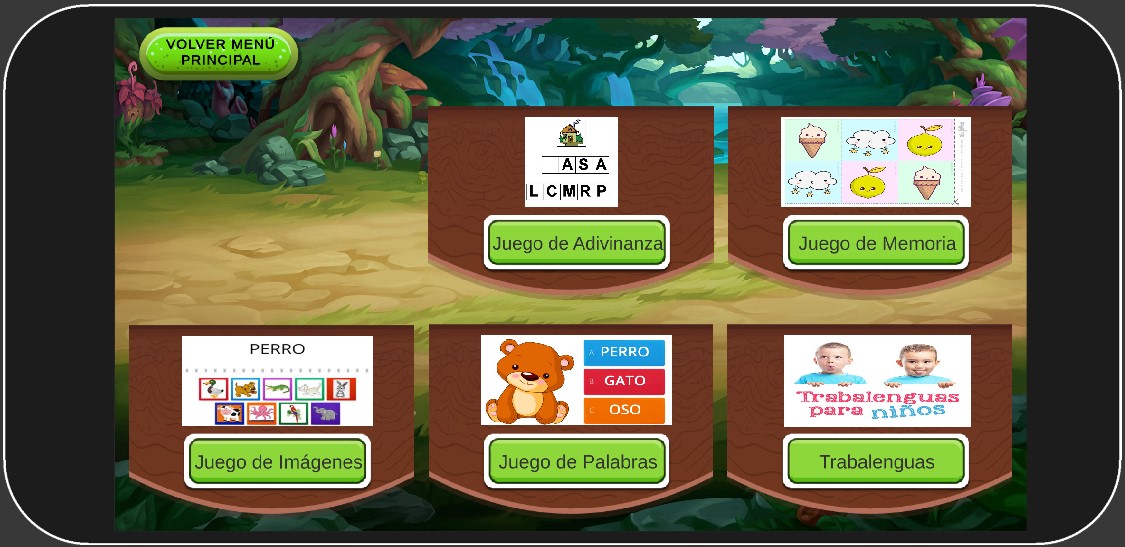 VOLVER MENÚ
PRINCIPAL
ASA
LCMRP
Juego de Adivinanza
Juego de Memoria
PERRO
Juego de Imágenes
A PERRO
B GATO
C OSO
Juego de Palabras
Trabalenguas
para niños
Trabalenguas